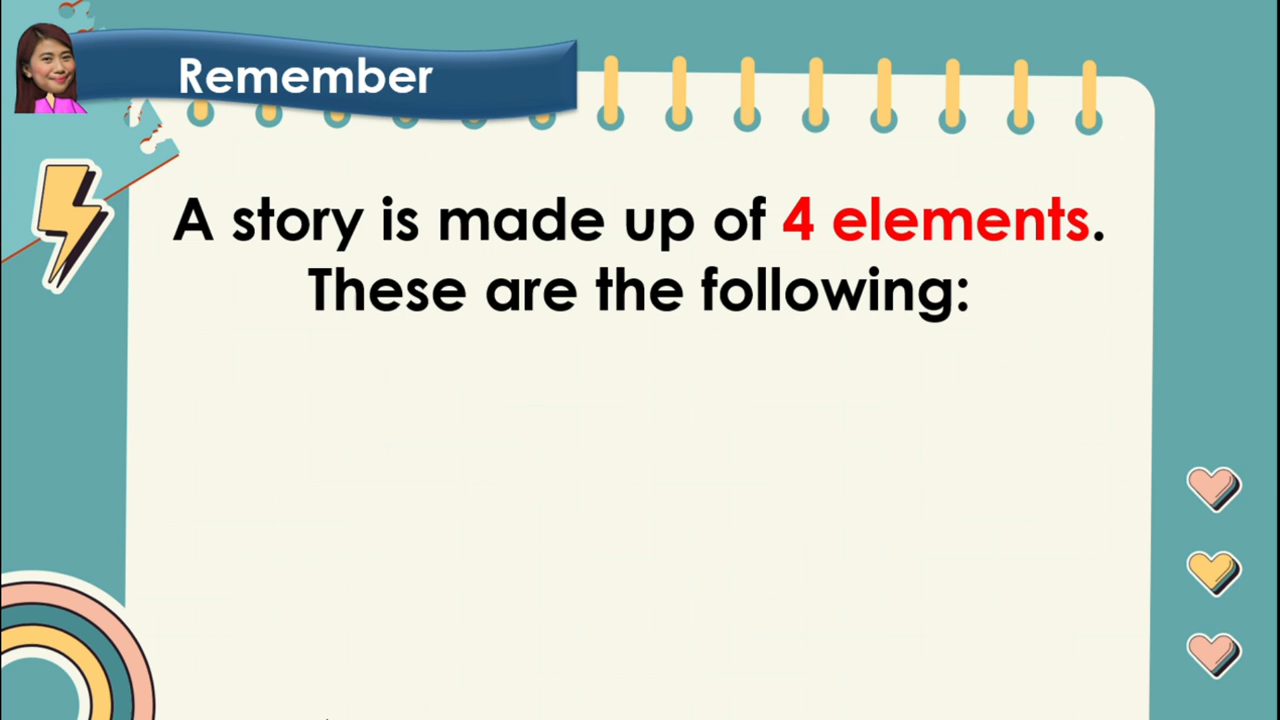 Remember
A story is made up of 4 elements.
These are the following: